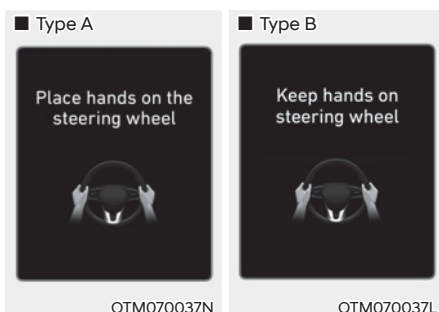 ■ Type A
Place hands on the
steering wheel
OTM070037N
■ Type B
Keep hands on
steering wheel
OTM070037L